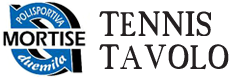 POLISPORTIVA
MORTISE
duemila
TENNIS
TAVOLO